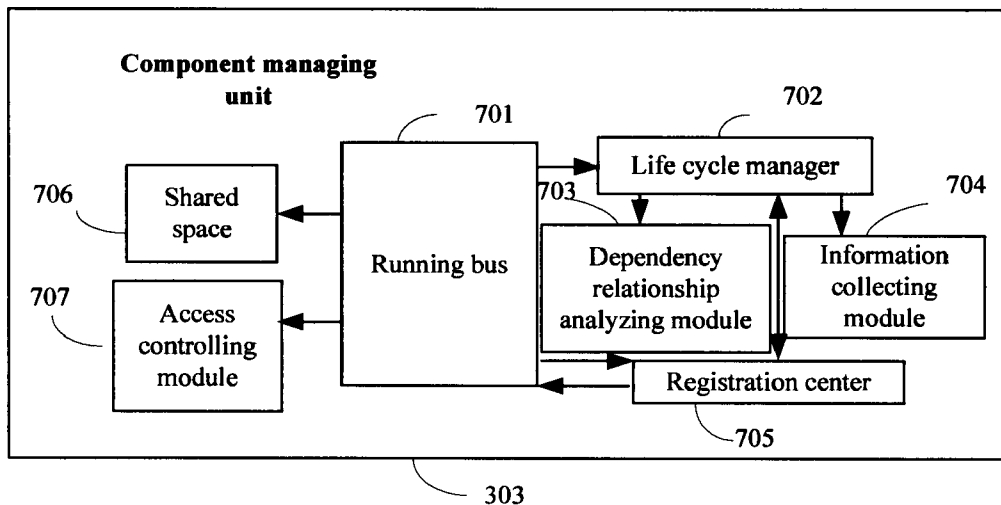 Component managing
unit
701
702
706
Shared
space
Life cycle manager
703
704
Running bus
Dependency
relationship
analyzing module
Information
collecting
module
707
Access
controlling
module
Registration center
705
303